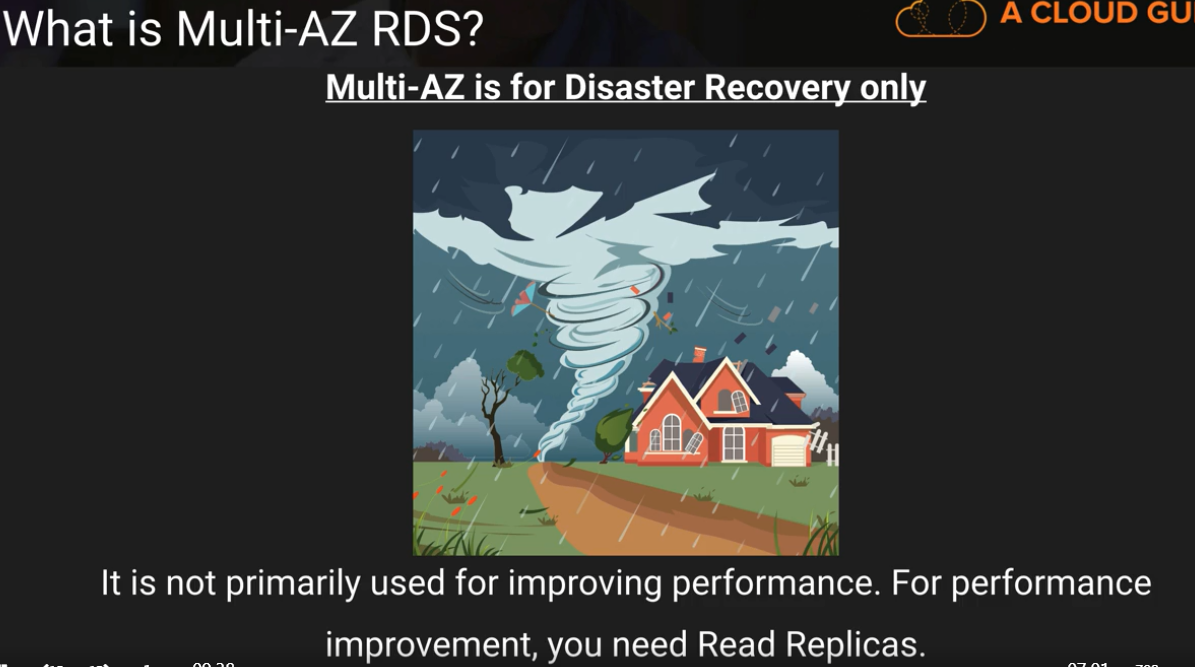 What is Multi-AZ RDS?
A CLOUD GU
Multi-AZ is for Disaster Recovery only
It is not primarily used for improving performance. For performance
improvement, you need Read Replicas.